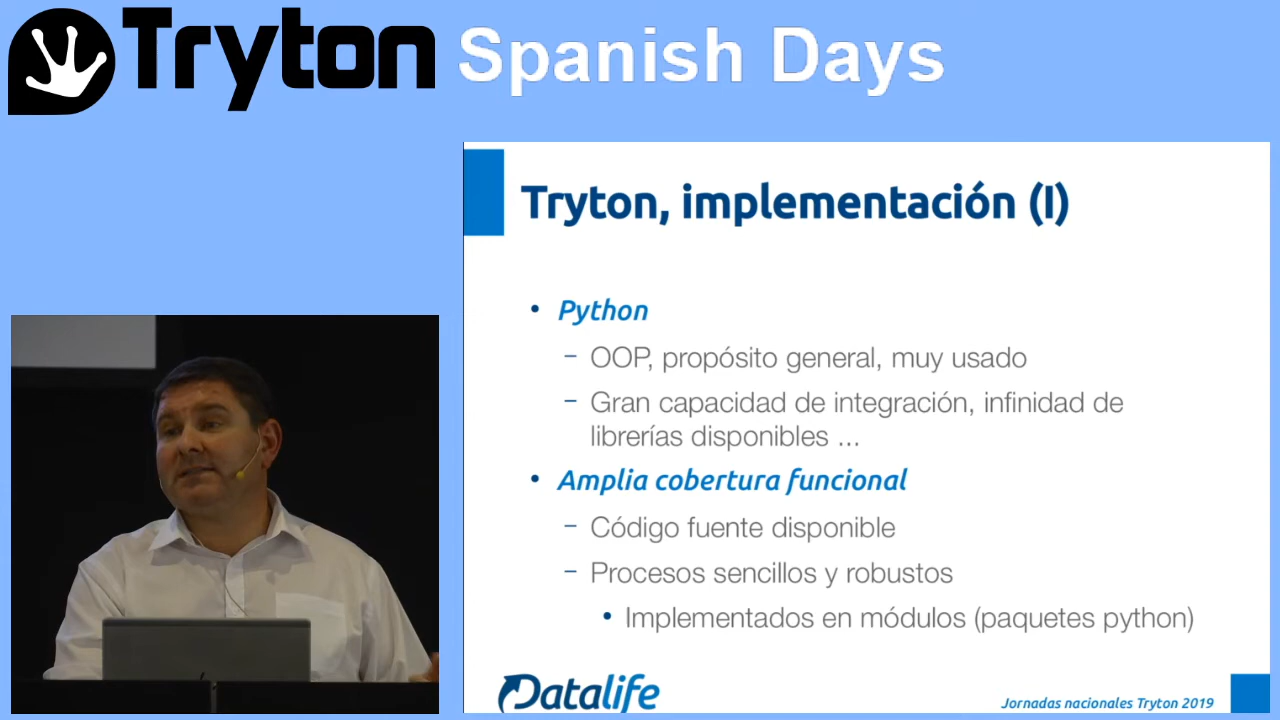 Tryton Spanish Days
Tryton, implementación (I)
• Python
– OOP, propósito general, muy usado
– Gran capacidad de integración, infinidad de
librerías disponibles ...
• Amplia cobertura funcional
– Código fuente disponible
– Procesos sencillos y robustos
• Implementados en módulos (paquetes python)
Datalife
Jornadas nacionales Tryton 2019